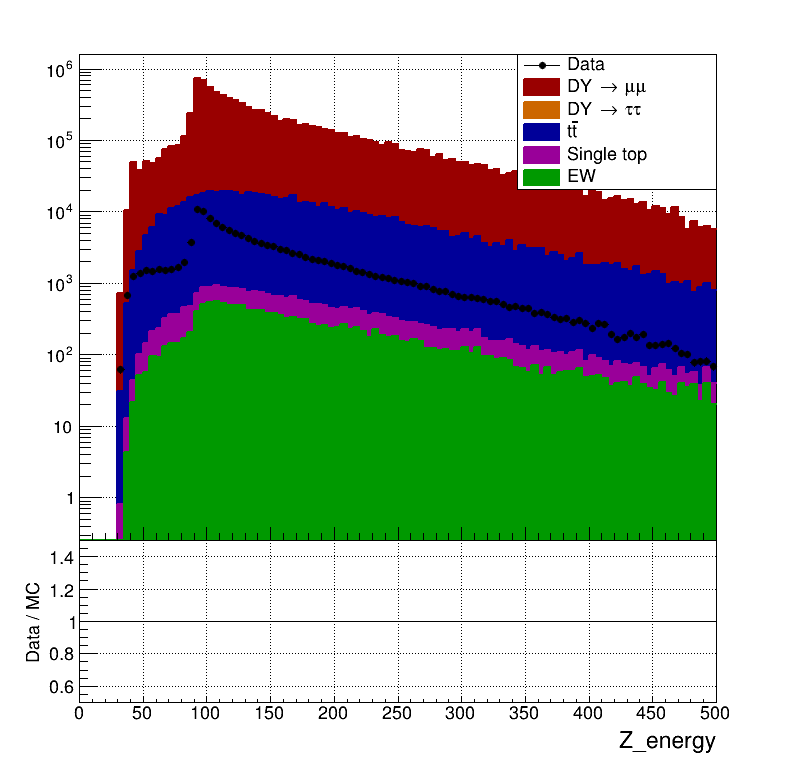 10⁶
10⁵
10⁴
10³
10²
10
1
Data
DY → μμ
DY → ττ
tt̄
Single top
EW
Data / MC
1.4
1.2
1
0.8
0.6
0 50 100 150 200 250 300 350 400 450 500
Z_energy